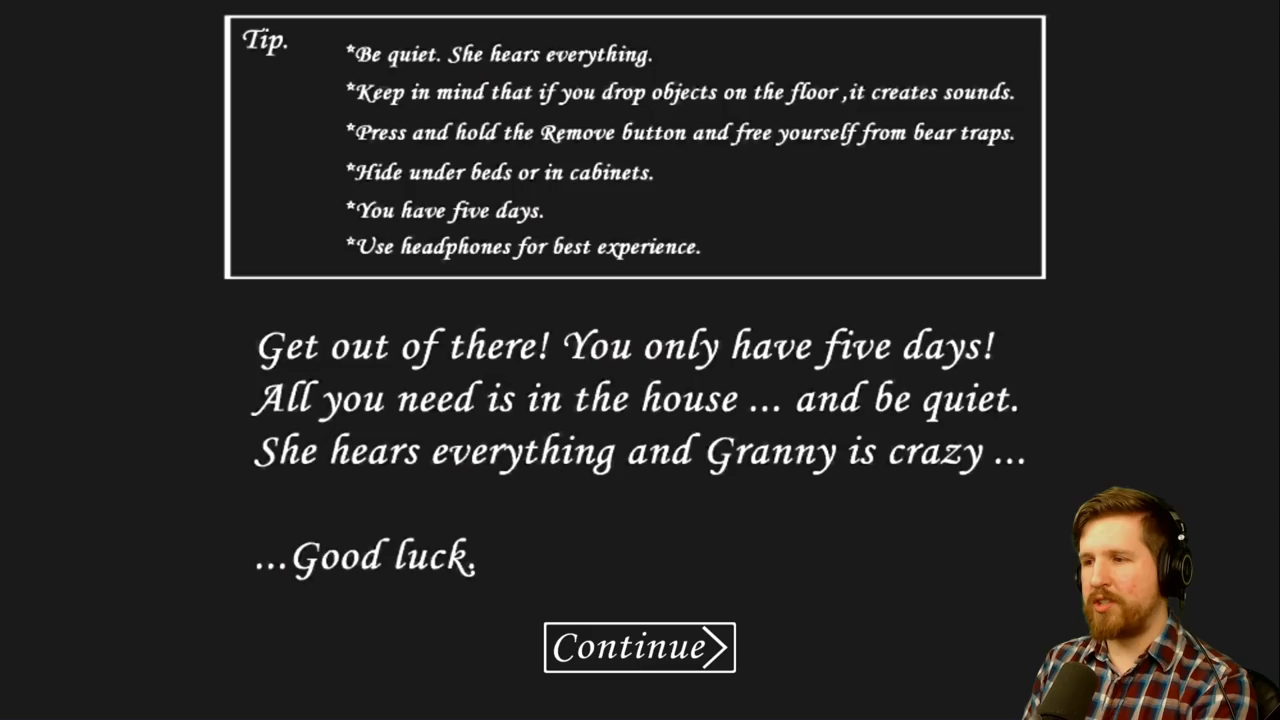 Tip.
*Be quiet. She hears everything.
*Keep in mind that if you drop objects on the floor ,it creates sounds.
*Press and hold the Remove button and free yourself from bear traps.
*Hide under beds or in cabinets.
*You have five days.
*Use headphones for best experience.
Get out of there! You only have five days!
All you need is in the house ... and be quiet.
She hears everything and Granny is crazy ...
...Good luck.
Continue>